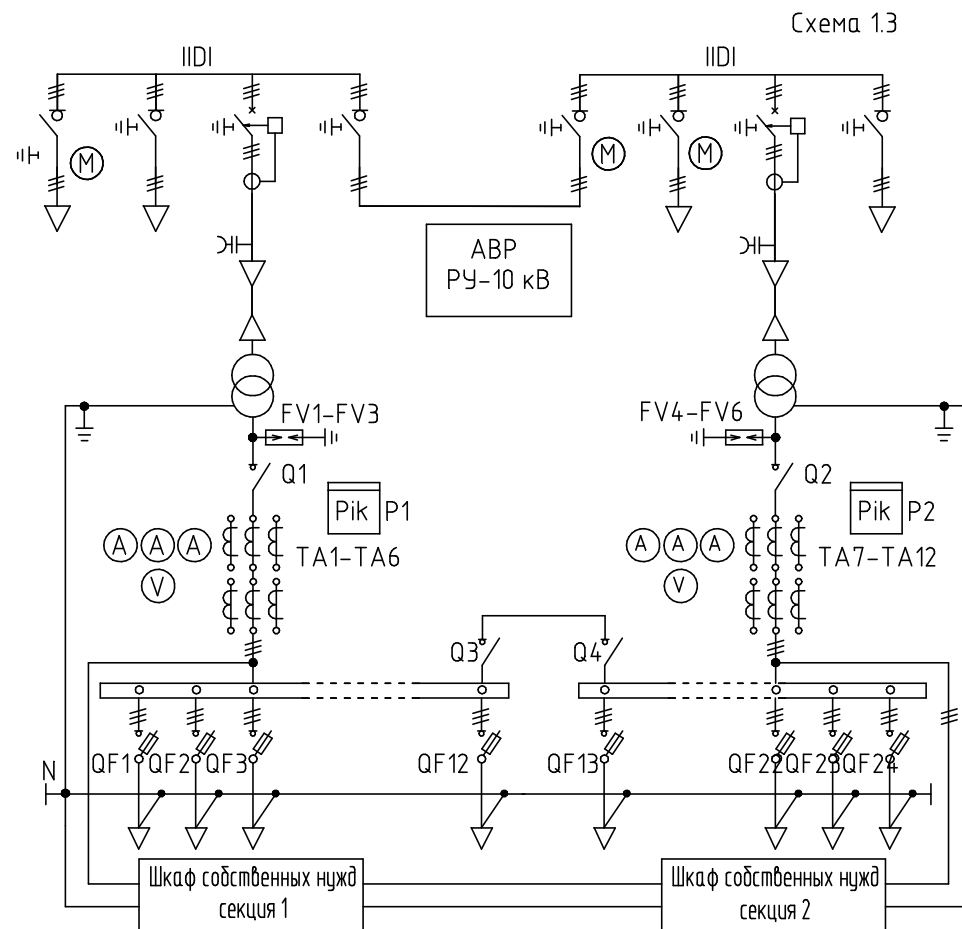 Схема 1.3
IIDI
IIDI
M
M
M
АВР
РУ-10 кВ
FV1-FV3
FV4-FV6
Q1
Q2
Pik
P1
Pik
P2
A
A
A
TA1-TA6
A
A
A
TA7-TA12
V
V
Q3
Q4
QF1
QF2
QF3
QF12
QF13
QF22
QF23
QF24
N
Шкаф собственных нужд
секция 1
Шкаф собственных нужд
секция 2